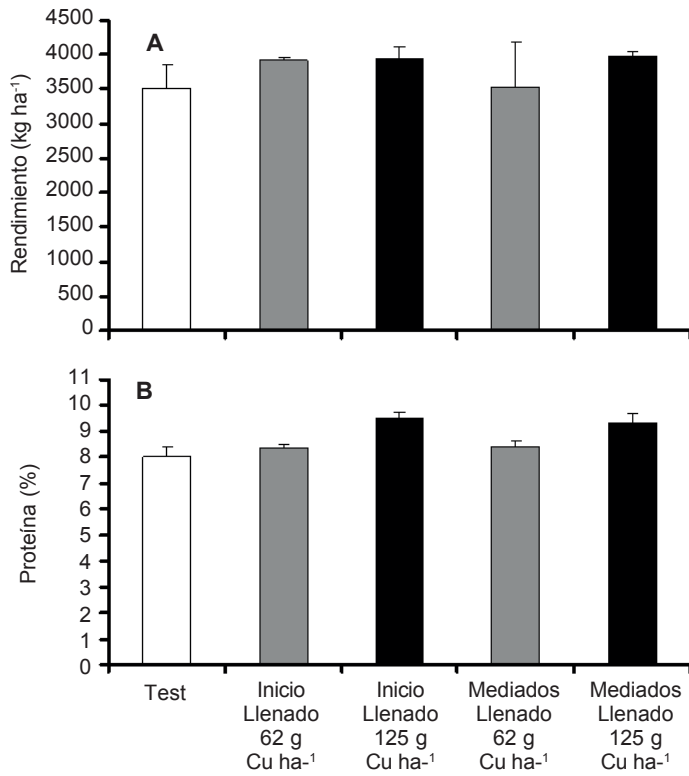 A
Rendimiento (kg ha-1)
4500
4000
3500
3000
2500
2000
1500
1000
500
0
B
Proteína (%)
11
10
9
8
7
6
5
4
3
2
1
0
Test
Inicio
Llenado
62 g
Cu ha-1
Inicio
Llenado
125 g
Cu ha-1
Mediados
Llenado
62 g
Cu ha-1
Mediados
Llenado
125 g
Cu ha-1